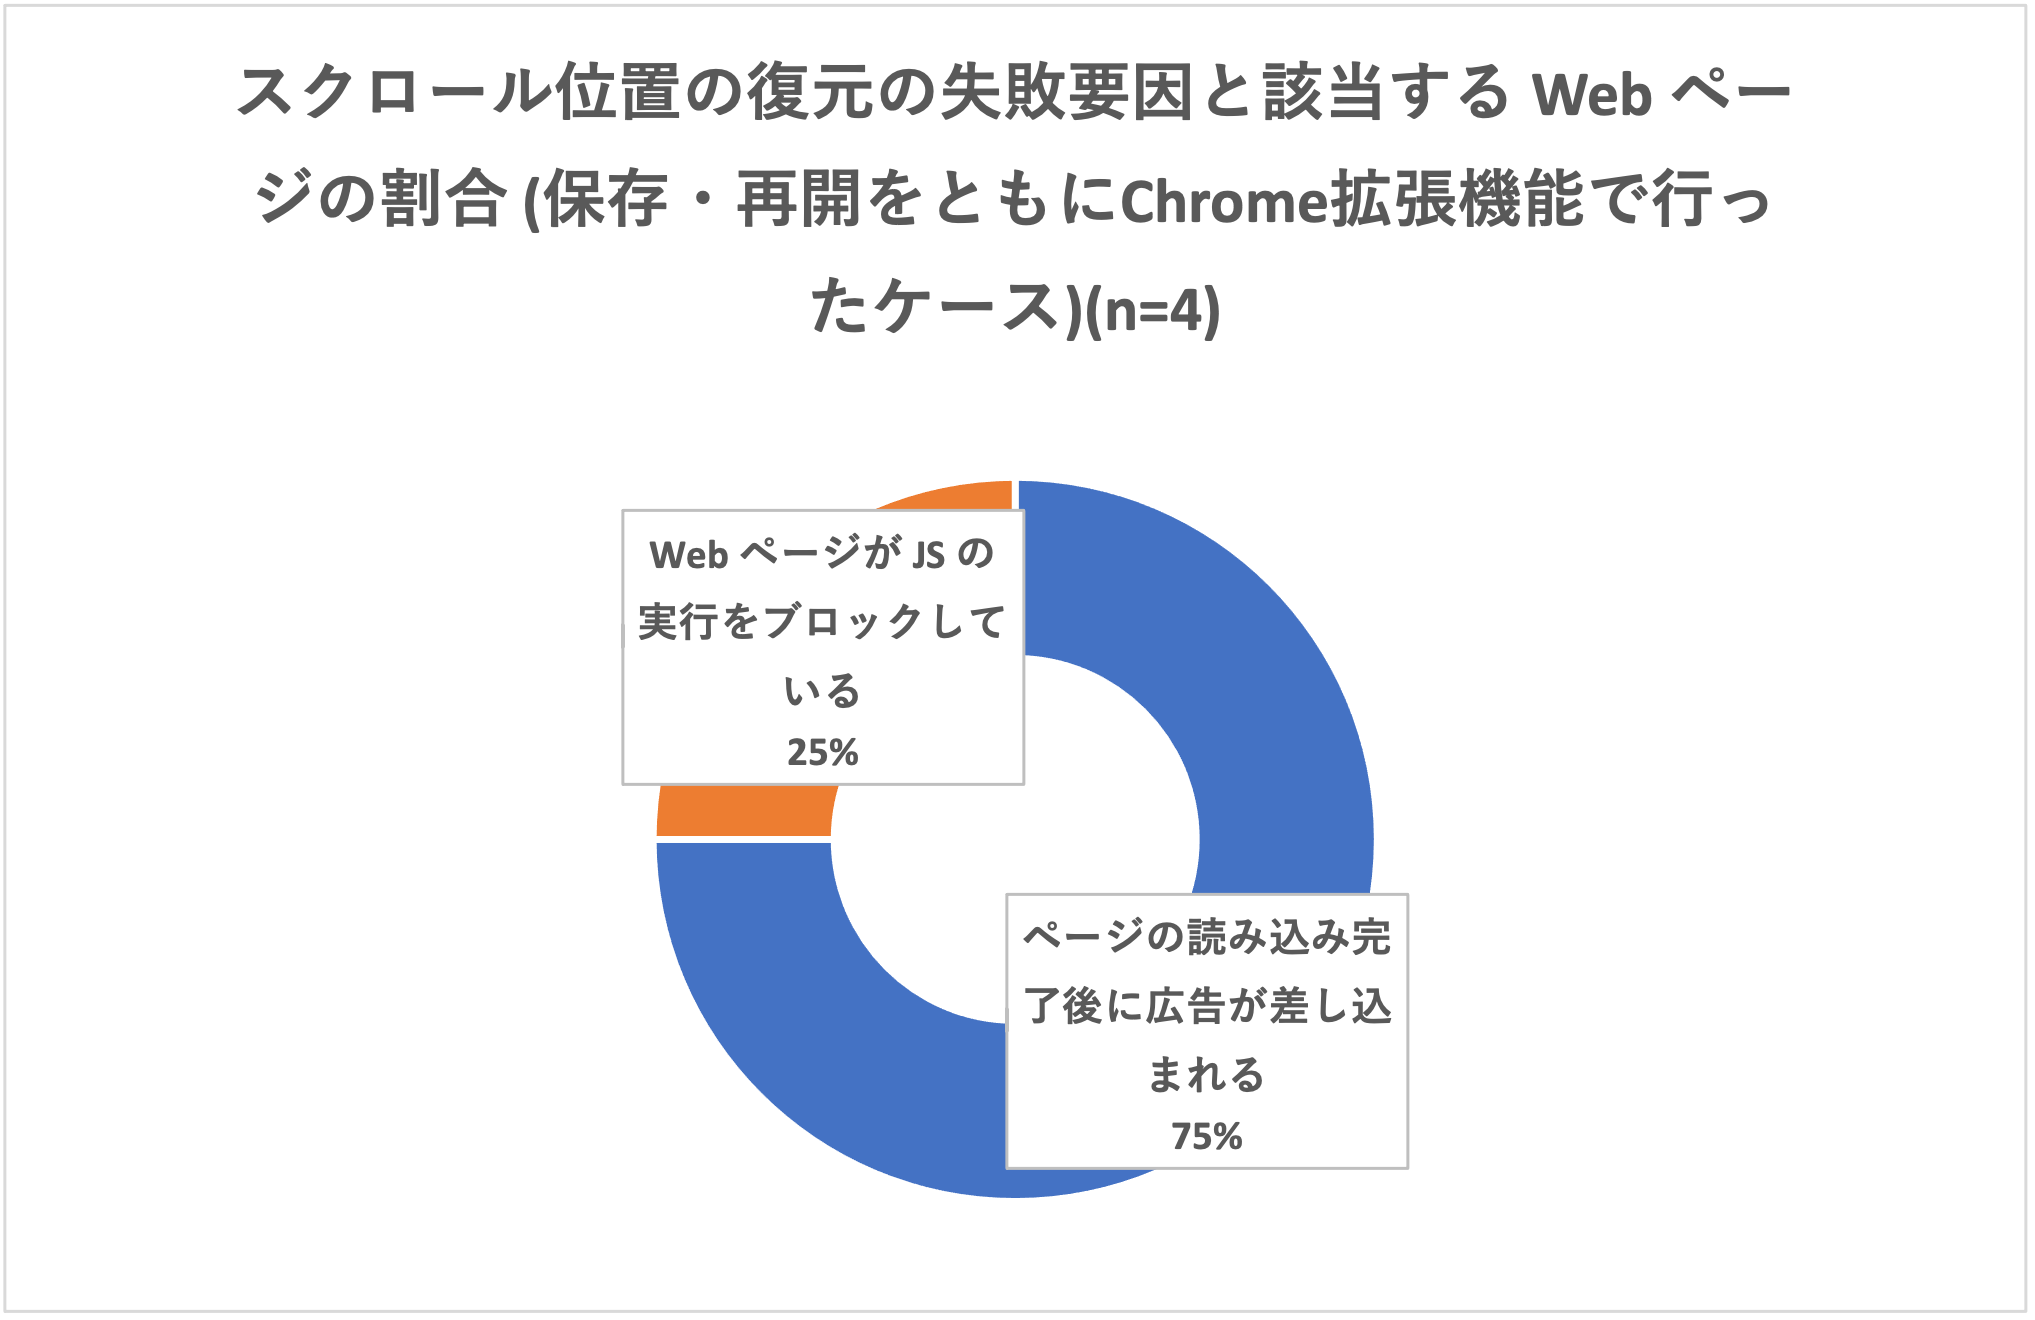 スクロール位置の復元の失敗要因と該当する Web ペー
ジの割合 (保存・再開をともにChrome拡張機能で行っ
たケース)(n=4)
Web ページが JS の
実行をブロックして
いる
25%
ページの読み込み完
了後に広告が差し込
まれる
75%